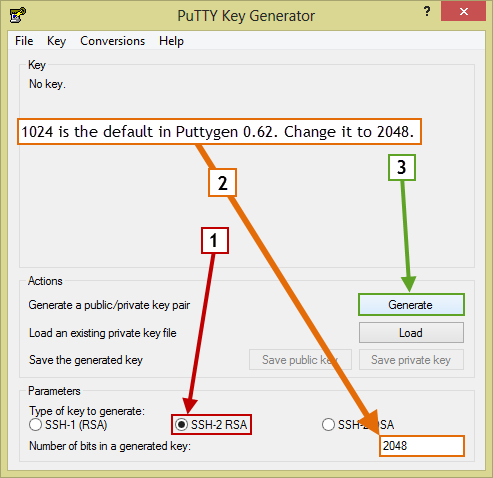 PuTTY Key Generator
?
File Key Conversions Help
Key
No key.
1024 is the default in Puttygen 0.62. Change it to 2048.
3
2
1
Actions
Generate a public/private key pair
Generate
Load an existing private key file
Load
Save the generated key
Save public key
Save private key
Parameters
Type of key to generate:
SSH-1 (RSA)
SSH-2 RSA
Number of bits in a generated key:
2048